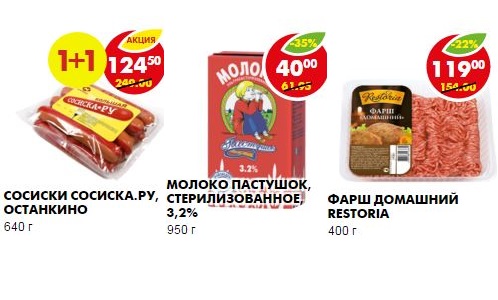 1+1
АКЦИЯ
124 50
249.00
СОСИСКА•РУ
СОСИСКИ СОСИСКА.РУ,
ОСТАНКИНО
640 г
-35%
40 00
61.95
МОЛОКО
Пастушок
3,2%
МОЛОКО ПАСТУШОК,
СТЕРИЛИЗОВАННОЕ,
3,2%
950 г
-22%
119 00
154.00
Restoria
ФАРШ
ДОМАШНИЙ
ФАРШ ДОМАШНИЙ
RESTORIA
400 г